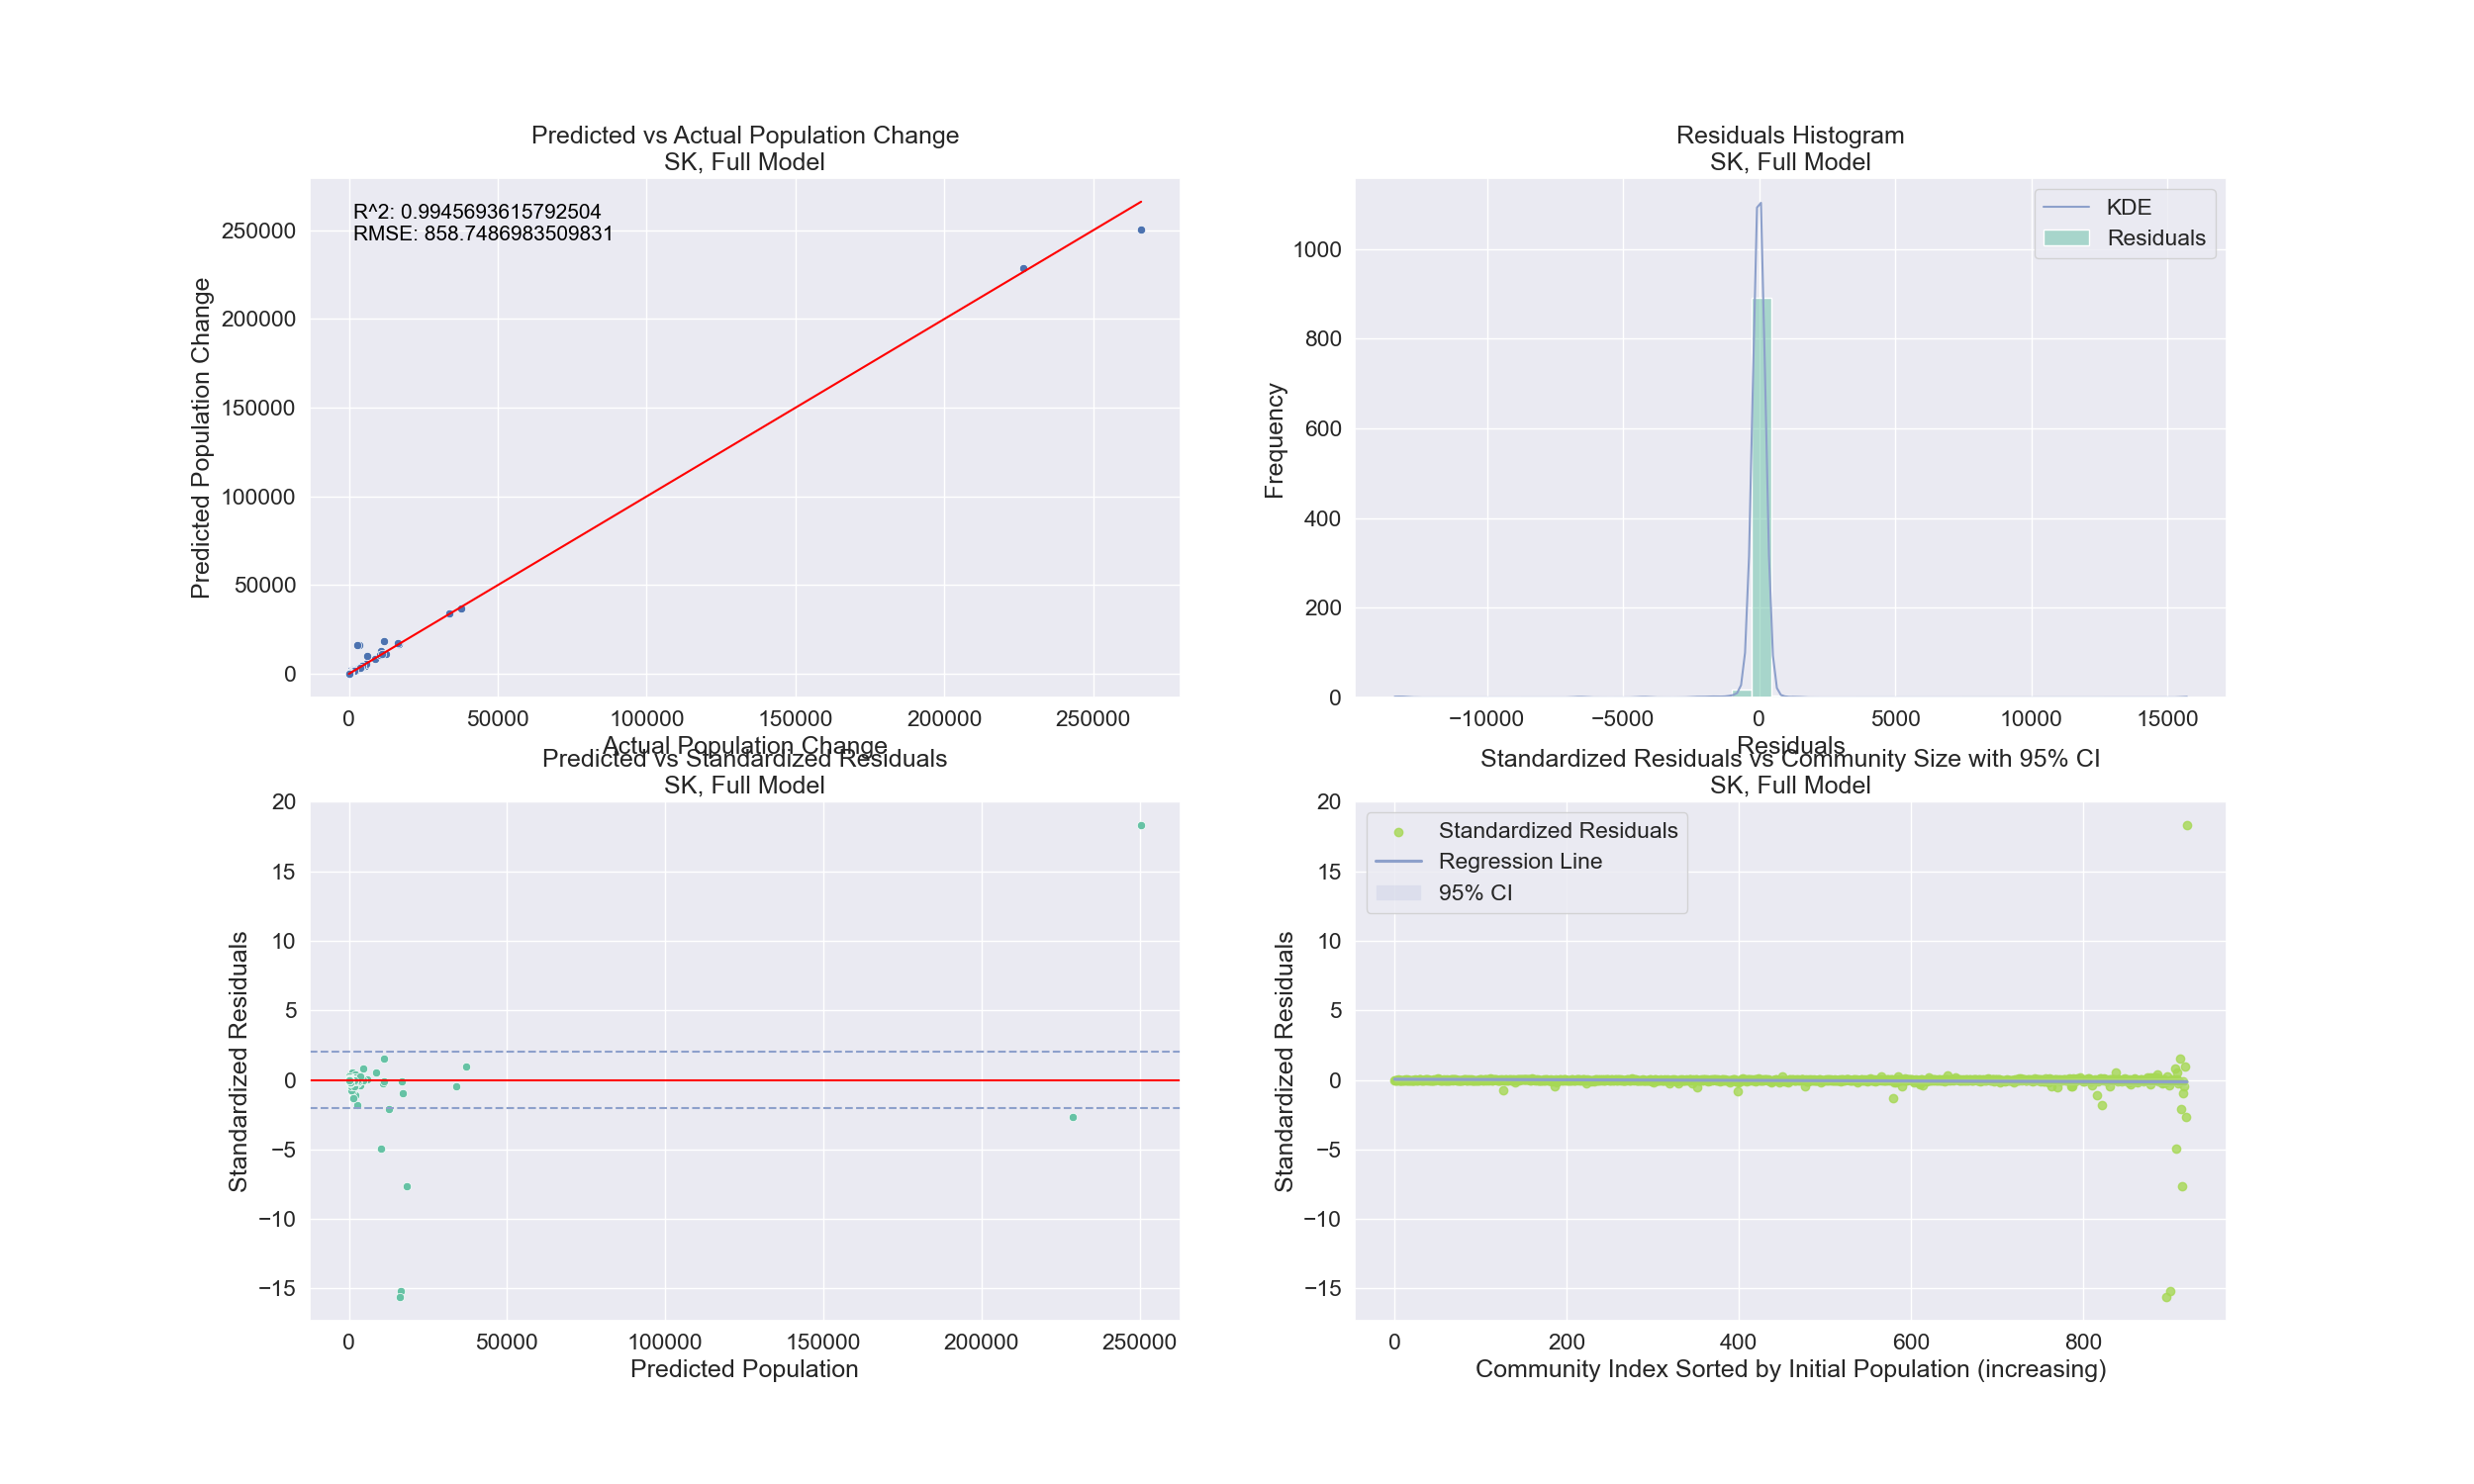 Predicted vs Actual Population Change
SK, Full Model
R^2: 0.9945693615792504
RMSE: 858.7486983509831
Predicted Population Change
250000
200000
150000
100000
50000
0
0 50000 100000 150000 200000 250000
Actual Population Change
Residuals Histogram
SK, Full Model
KDE
Residuals
Frequency
1000
800
600
400
200
0
−10000 −5000 0 5000 10000 15000
Residuals
Predicted vs Standardized Residuals
SK, Full Model
Standardized Residuals
20
15
10
5
0
−5
−10
−15
0 50000 100000 150000 200000 250000
Predicted Population
Standardized Residuals vs Community Size with 95% CI
SK, Full Model
Standardized Residuals
Regression Line
95% CI
Standardized Residuals
20
15
10
5
0
−5
−10
−15
0 200 400 600 800
Community Index Sorted by Initial Population (increasing)